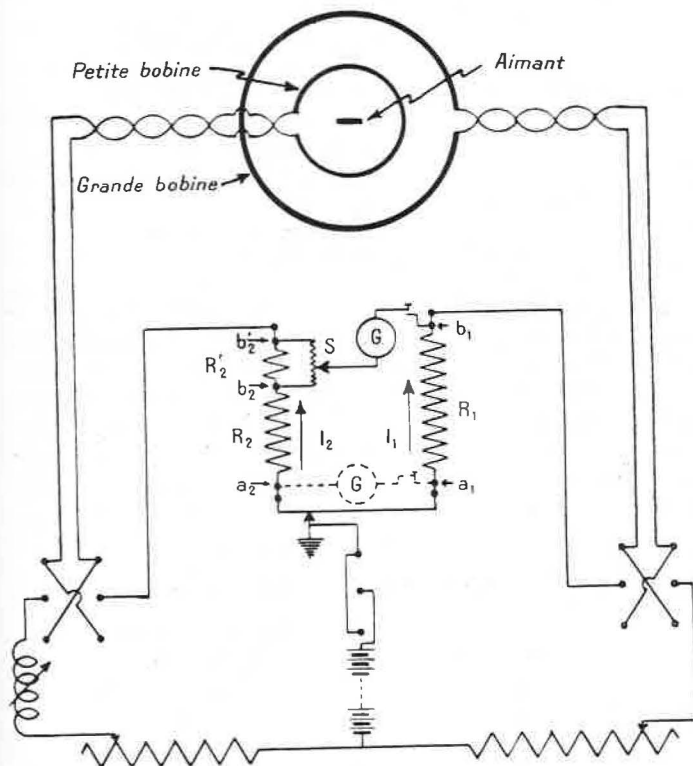 Petite bobine
Aimant
Grande bobine
b'2
S
G
b1
R'2
b2
R2
I2
I1
R1
a2
G
a1